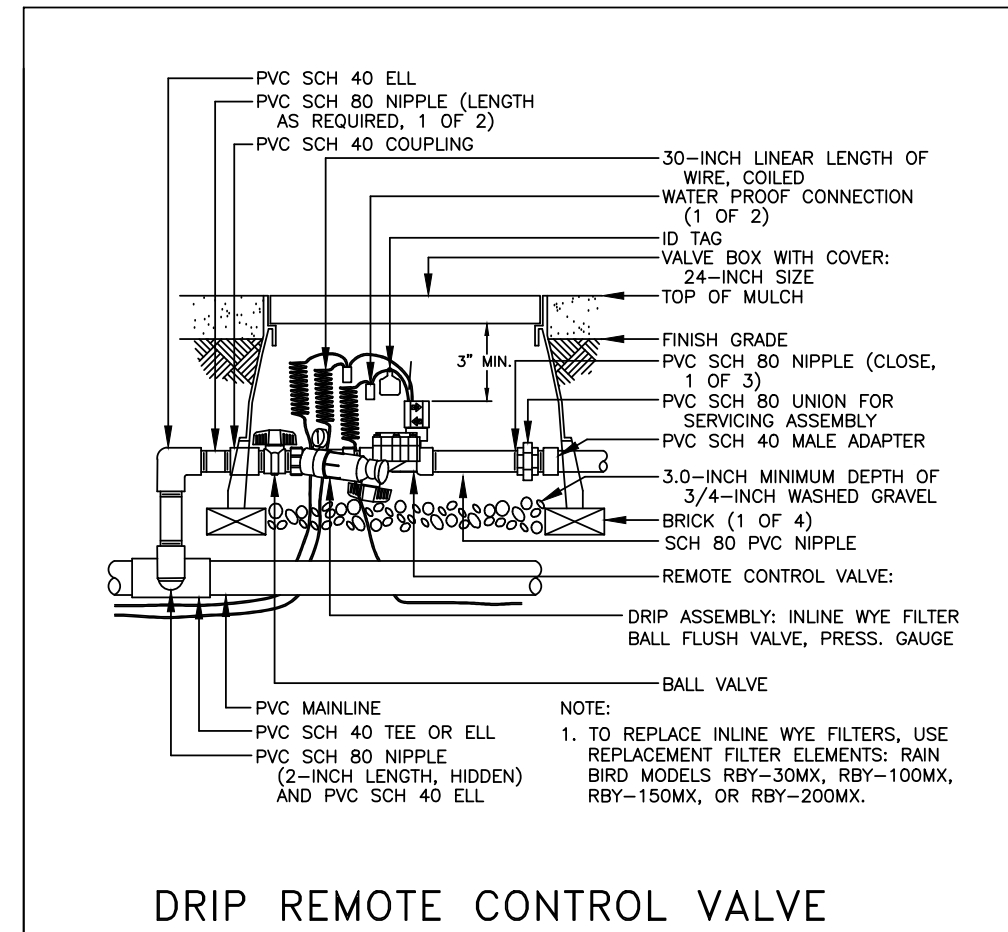 PVC SCH 40 ELL
PVC SCH 80 NIPPLE (LENGTH
AS REQUIRED, 1 OF 2)
PVC SCH 40 COUPLING
30-INCH LINEAR LENGTH OF
WIRE, COILED
WATER PROOF CONNECTION
(1 OF 2)
ID TAG
VALVE BOX WITH COVER:
24-INCH SIZE
TOP OF MULCH
FINISH GRADE
3" MIN.
PVC SCH 80 NIPPLE (CLOSE,
1 OF 3)
PVC SCH 80 UNION FOR
SERVICING ASSEMBLY
PVC SCH 40 MALE ADAPTER
3.0-INCH MINIMUM DEPTH OF
3/4-INCH WASHED GRAVEL
BRICK (1 OF 4)
SCH 80 PVC NIPPLE
REMOTE CONTROL VALVE:
DRIP ASSEMBLY: INLINE WYE FILTER
BALL FLUSH VALVE, PRESS. GAUGE
BALL VALVE
PVC MAINLINE
PVC SCH 40 TEE OR ELL
PVC SCH 80 NIPPLE
(2-INCH LENGTH, HIDDEN)
AND PVC SCH 40 ELL
NOTE:
1. TO REPLACE INLINE WYE FILTERS, USE
REPLACEMENT FILTER ELEMENTS: RAIN
BIRD MODELS RBY-30MX, RBY-100MX,
RBY-150MX, OR RBY-200MX.
DRIP REMOTE CONTROL VALVE